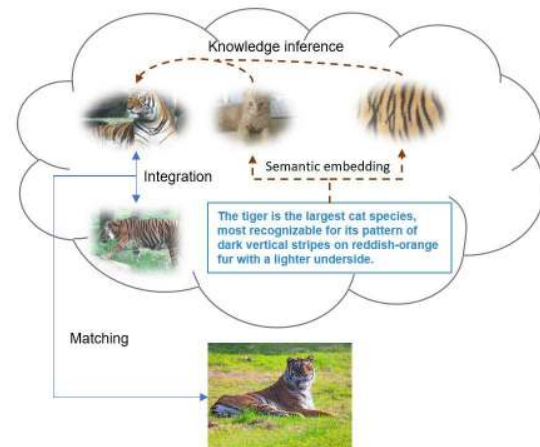 Knowledge inference
Semantic embedding
Integration
The tiger is the largest cat species,
most recognizable for its pattern of
dark vertical stripes on reddish-orange
fur with a lighter underside.
Matching